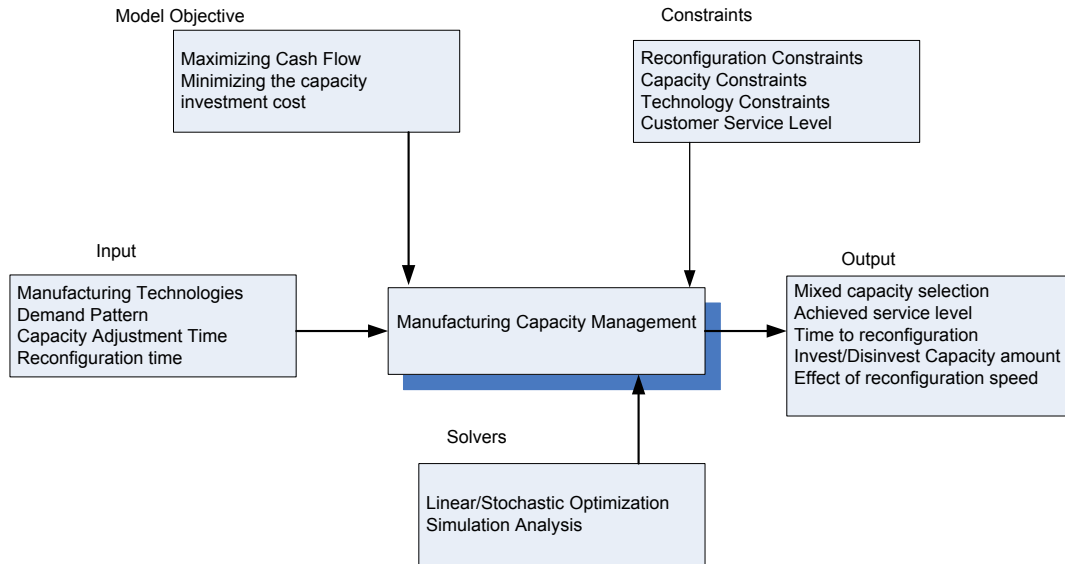 Model Objective
Maximizing Cash Flow
Minimizing the capacity
investment cost
Constraints
Reconfiguration Constraints
Capacity Constraints
Technology Constraints
Customer Service Level
Input
Manufacturing Technologies
Demand Pattern
Capacity Adjustment Time
Reconfiguration time
Manufacturing Capacity Management
Output
Mixed capacity selection
Achieved service level
Time to reconfiguration
Invest/Disinvest Capacity amount
Effect of reconfiguration speed
Solvers
Linear/Stochastic Optimization
Simulation Analysis